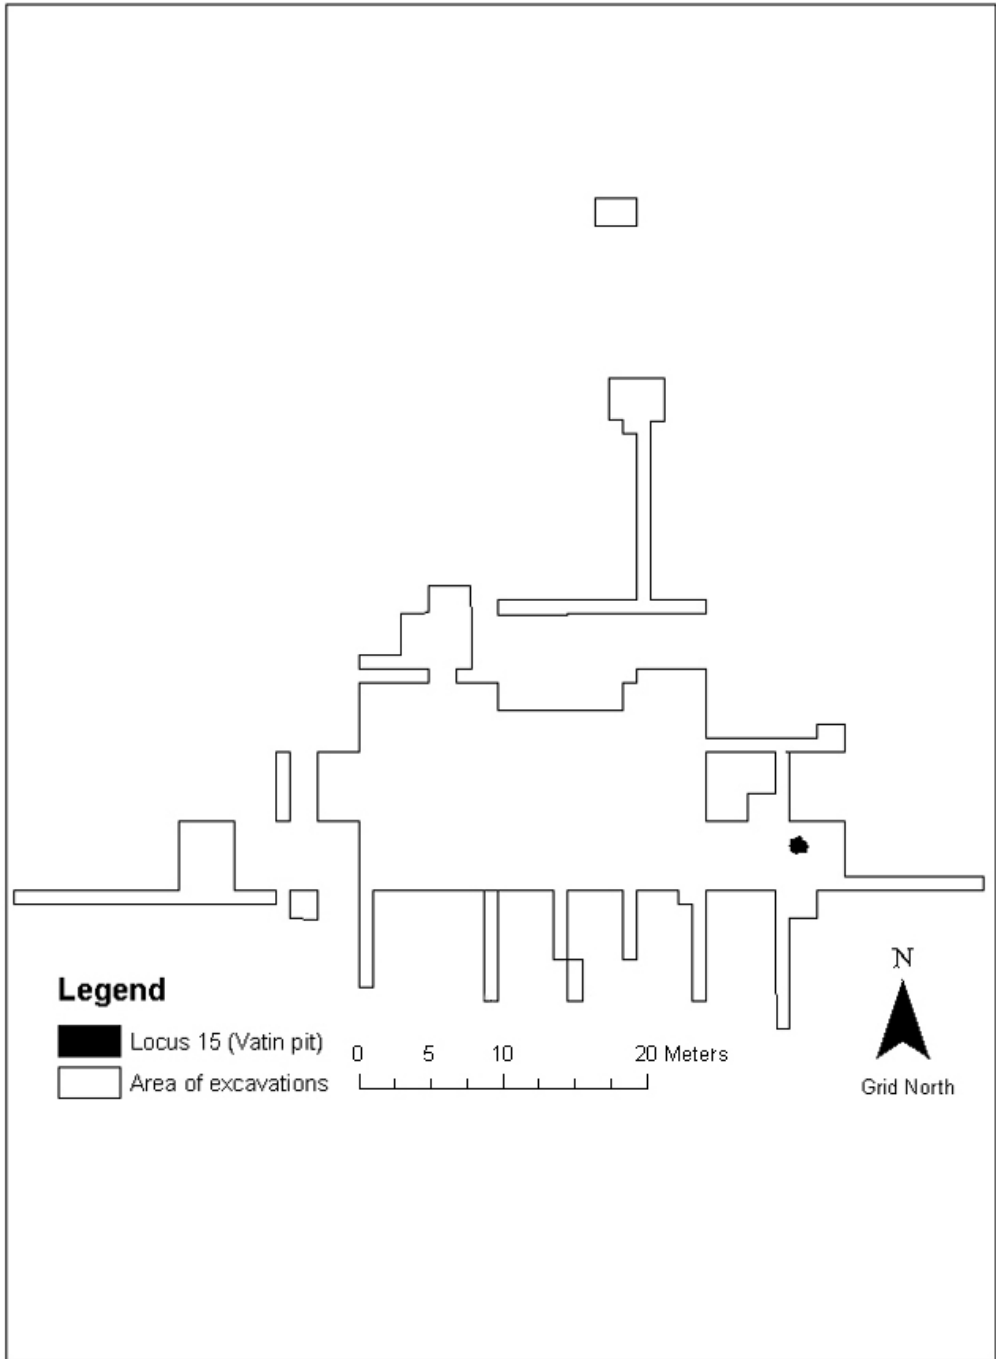 N
Legend
Locus 15 (Vatin pit)
0 5 10 20 Meters
Area of excavations
Grid North